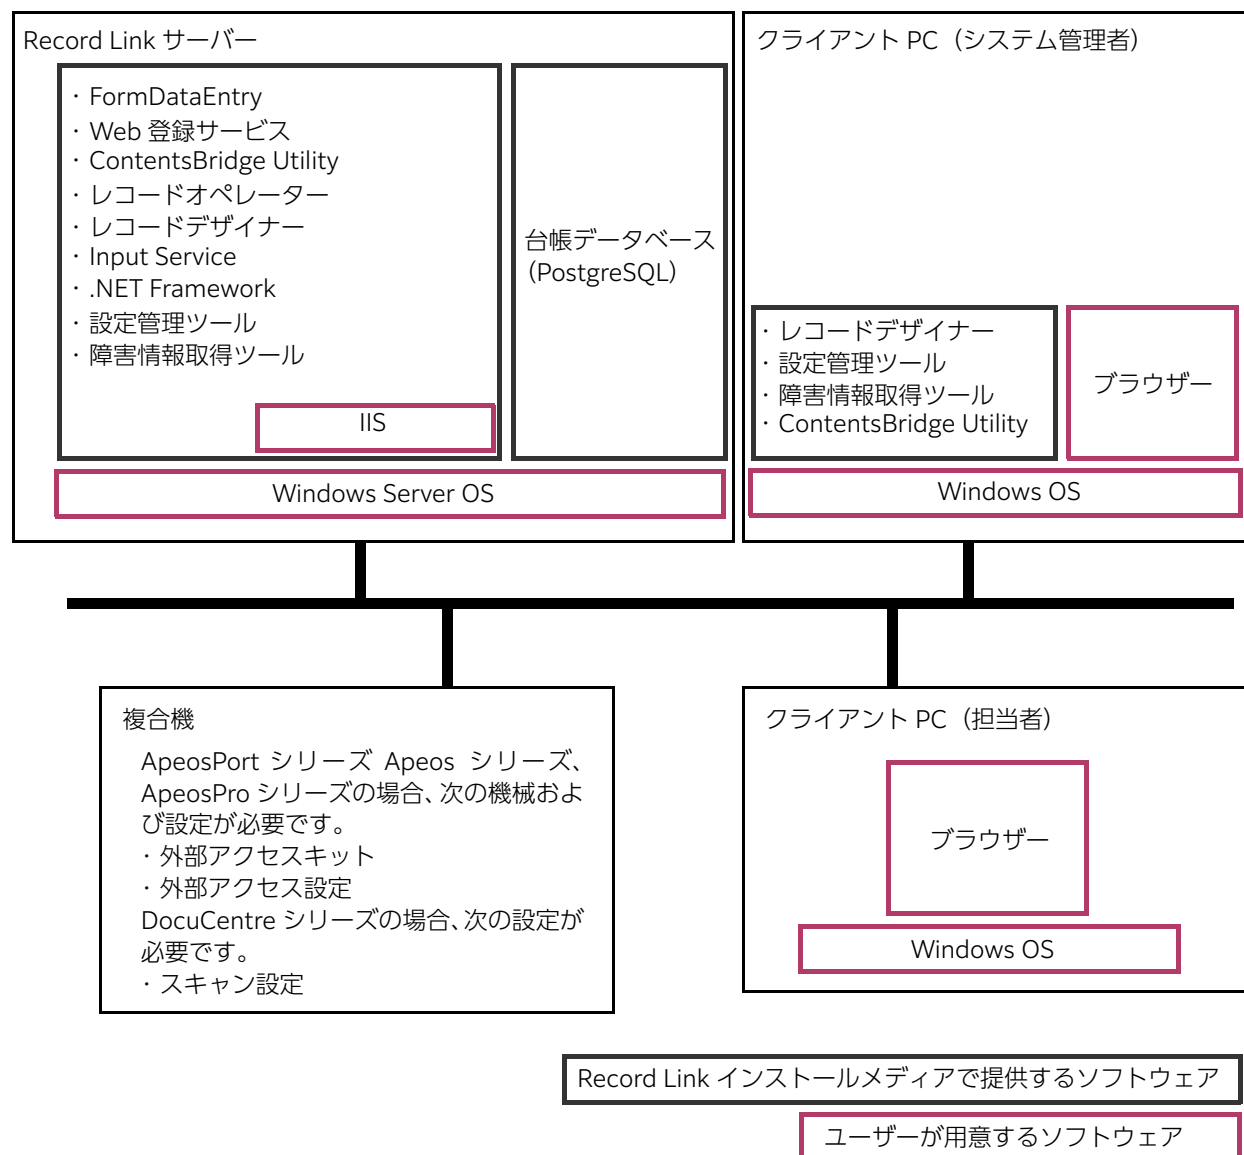 Record Link サーバー
・FormDataEntry
・Web 登録サービス
・ContentsBridge Utility
・レコードオペレーター
・レコードデザイナー
・Input Service
・.NET Framework
・設定管理ツール
・障害情報取得ツール
IIS
台帳データベース
（PostgreSQL）
Windows Server OS
クライアント PC（システム管理者）
・レコードデザイナー
・設定管理ツール
・障害情報取得ツール
・ContentsBridge Utility
ブラウザー
Windows OS
複合機
ApeosPort シリーズ Apeos シリーズ、
ApeosPro シリーズの場合、次の機械およ
び設定が必要です。
・外部アクセスキット
・外部アクセス設定
DocuCentre シリーズの場合、次の設定が
必要です。
・スキャン設定
クライアント PC（担当者）
ブラウザー
Windows OS
Record Link インストールメディアで提供するソフトウェア
ユーザーが用意するソフトウェア